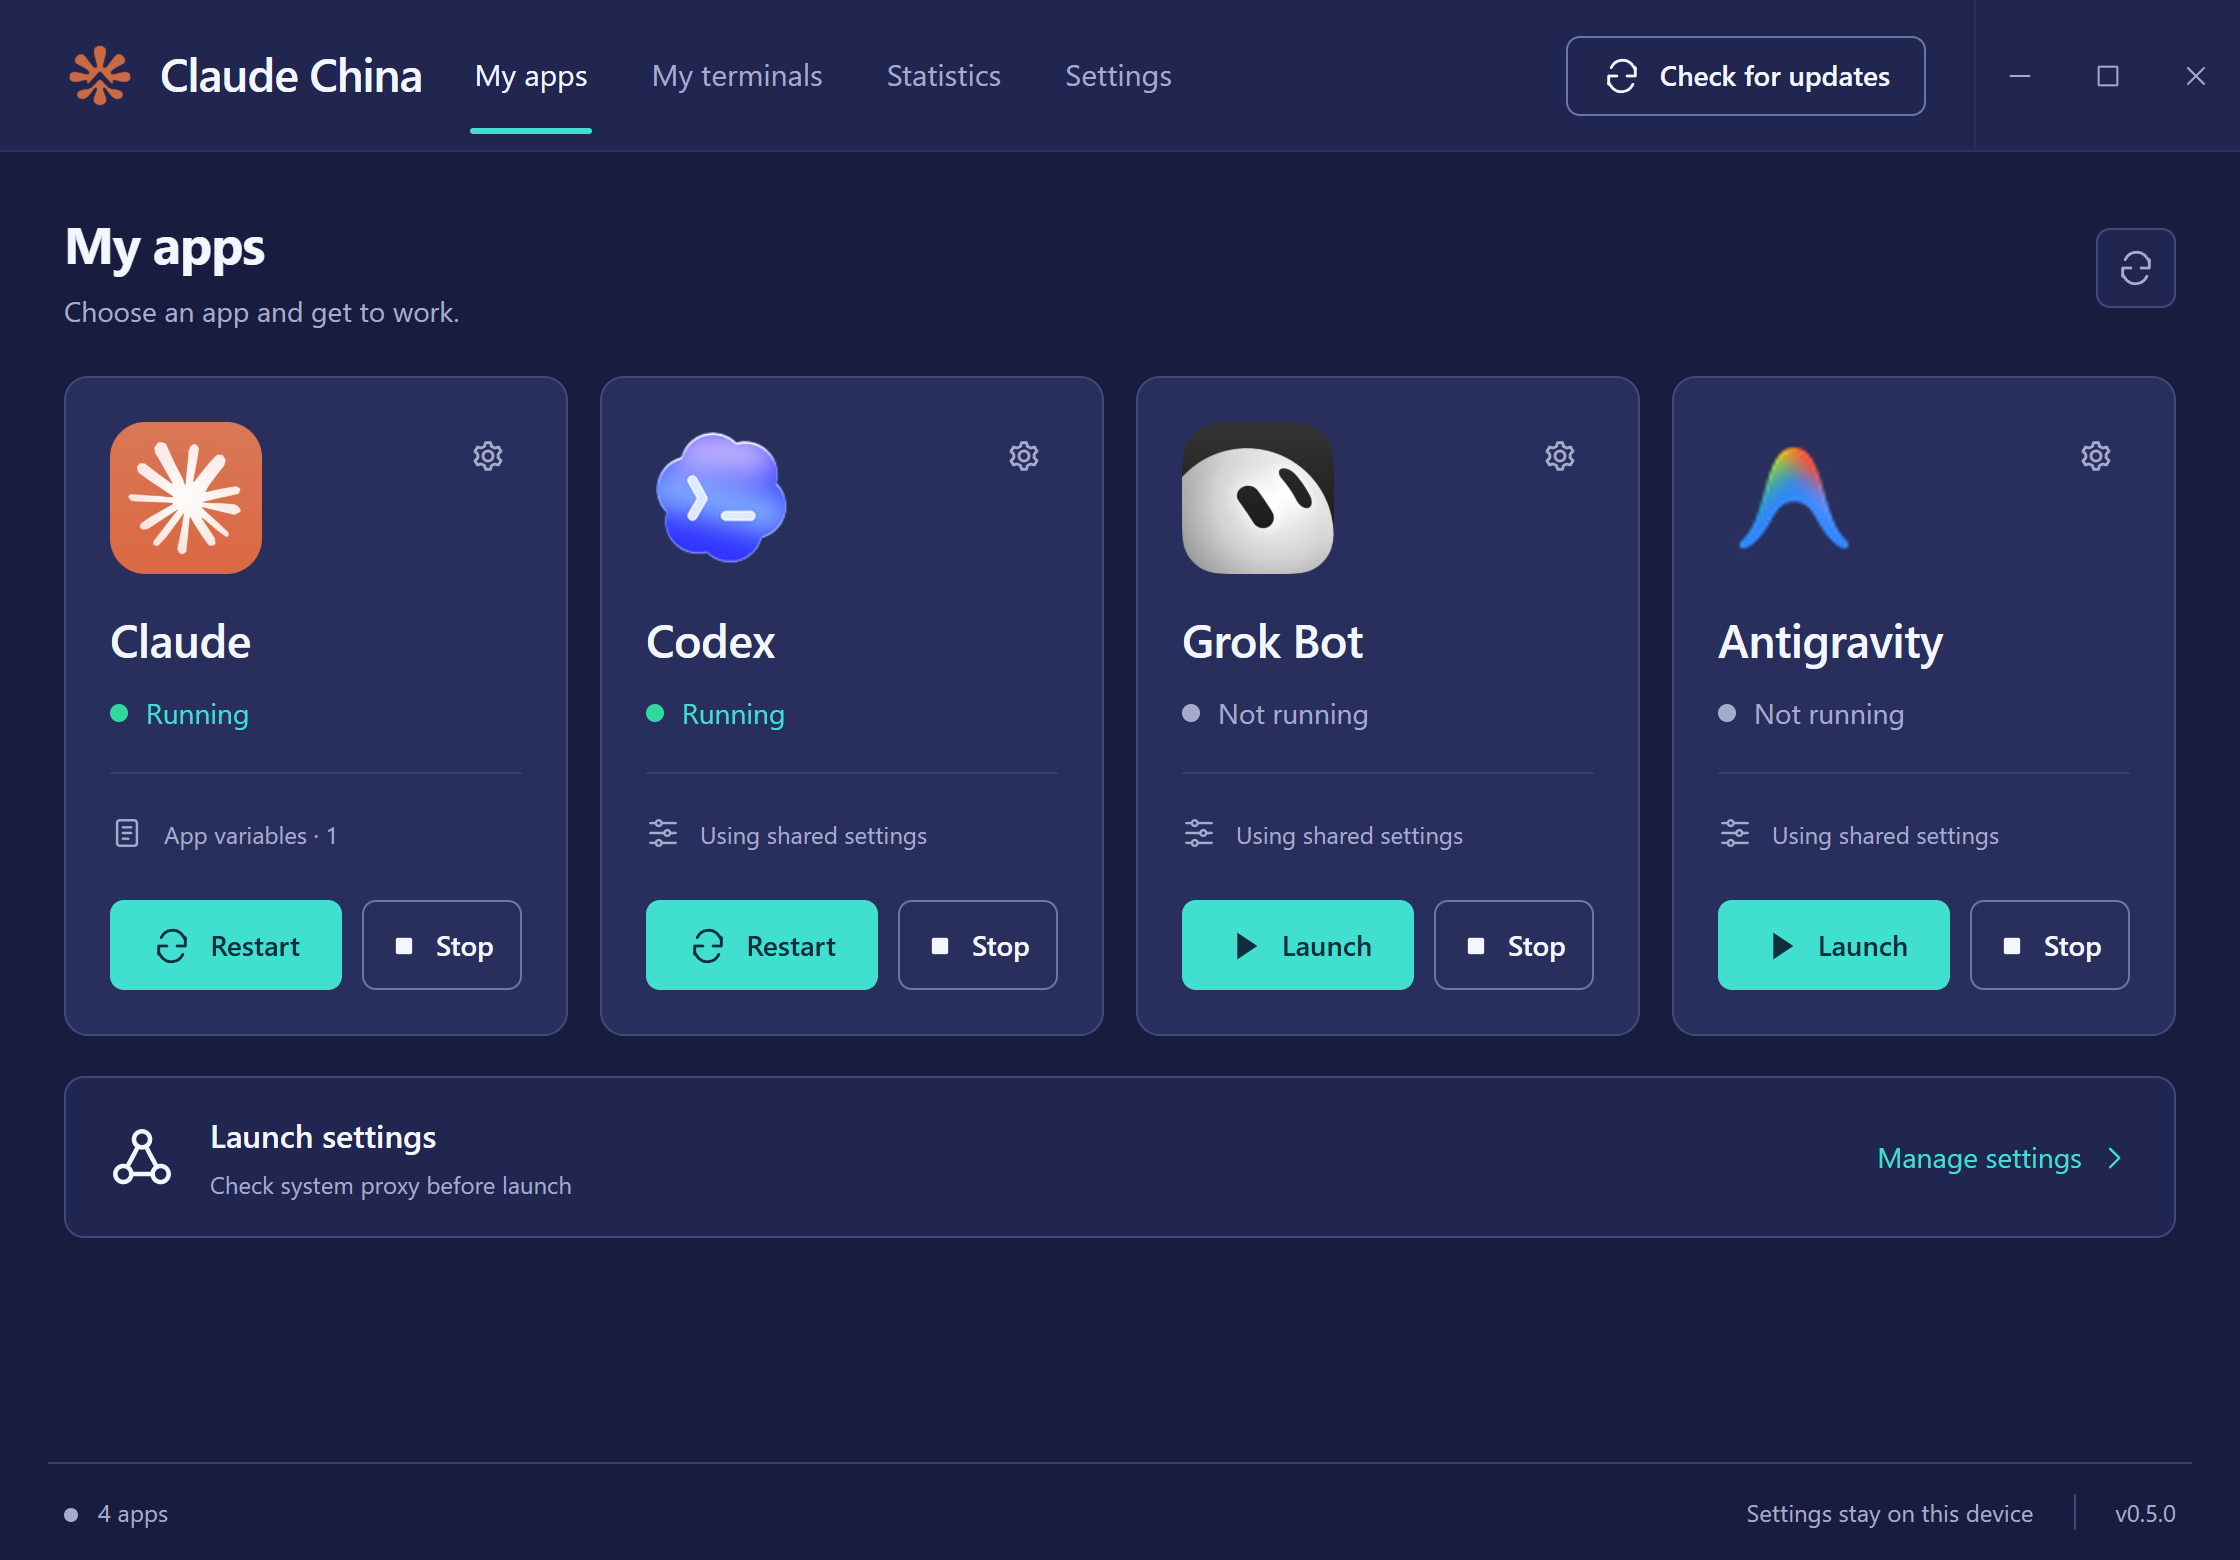 Claude China
My apps
My terminals
Statistics
Settings
Check for updates
My apps
Choose an app and get to work.
Claude
Running
App variables · 1
Restart
Stop
Codex
Running
Using shared settings
Restart
Stop
Grok Bot
Not running
Using shared settings
Launch
Stop
Antigravity
Not running
Using shared settings
Launch
Stop
Launch settings
Check system proxy before launch
Manage settings
4 apps
Settings stay on this device
v0.5.0